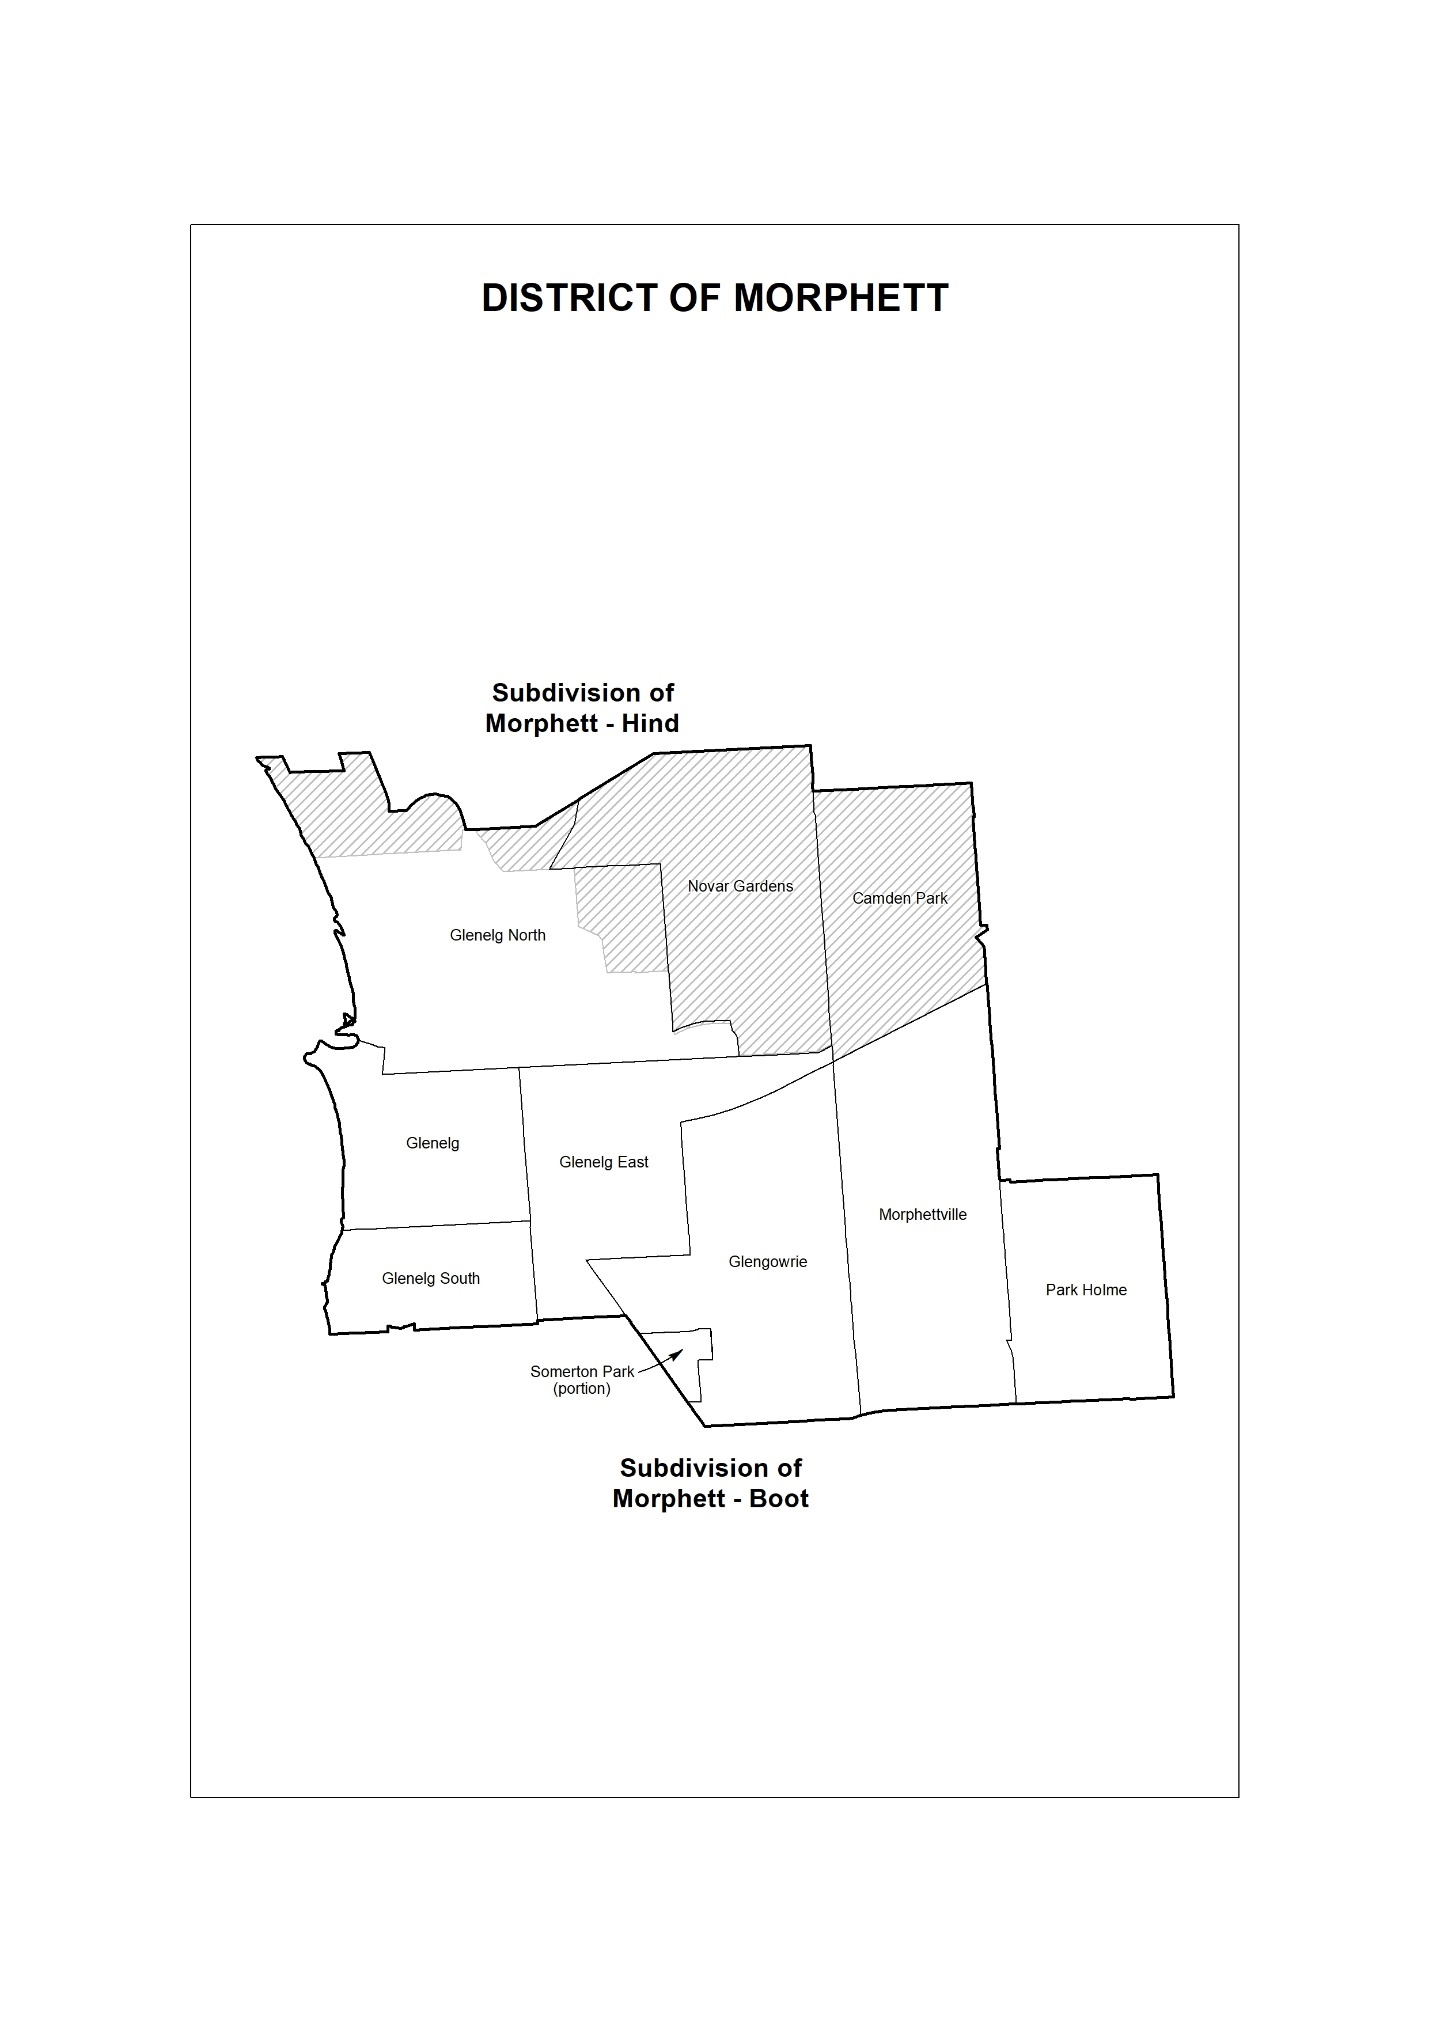 DISTRICT OF MORPHETT
Subdivision of
Morphett - Hind
Novar Gardens
Camden Park
Glenelg North
Glenelg
Glenelg East
Morphettville
Glengowrie
Glenelg South
Park Holme
Somerton Park
(portion)
Subdivision of
Morphett - Boot